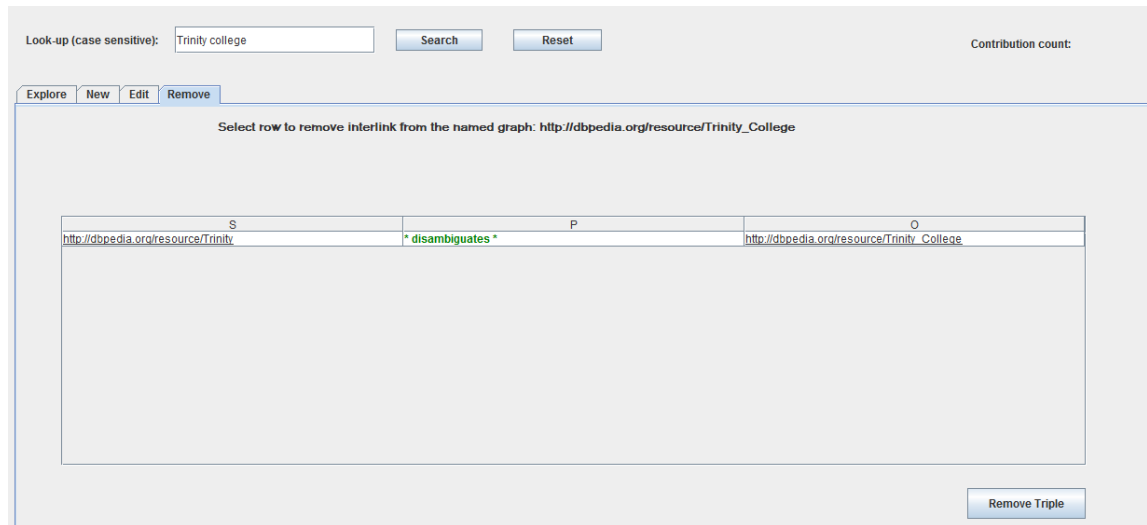 Look-up (case sensitive): Trinity college Search Reset Contribution count:
Explore New Edit Remove
Select row to remove interlink from the named graph: http://dbpedia.org/resource/Trinity_College
S P O
http://dbpedia.org/resource/Trinity * disambiguates * http://dbpedia.org/resource/Trinity_College
Remove Triple